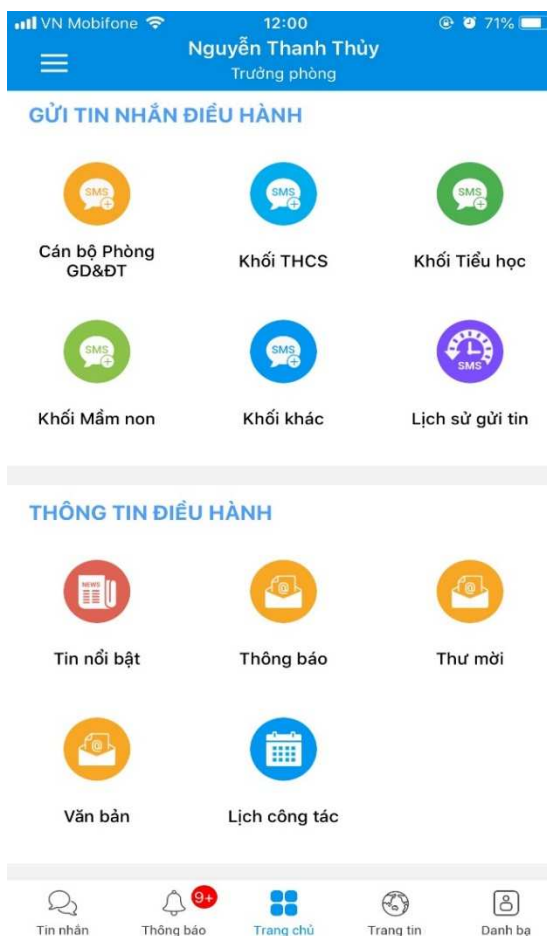 VN Mobifone 12:00 71%
Nguyễn Thanh Thủy
Trưởng phòng
GỬI TIN NHẮN ĐIỀU HÀNH
SMS SMS SMS
Cán bộ Phòng
GD&ĐT Khối THCS Khối Tiểu học
SMS SMS SMS
Khối Mầm non Khối khác Lịch sử gửi tin
THÔNG TIN ĐIỀU HÀNH
NEWS @ @
Tin nổi bật Thông báo Thư mời
@
Văn bản Lịch công tác
9+
Tin nhắn Thông báo Trang chủ Trang tin Danh bạ